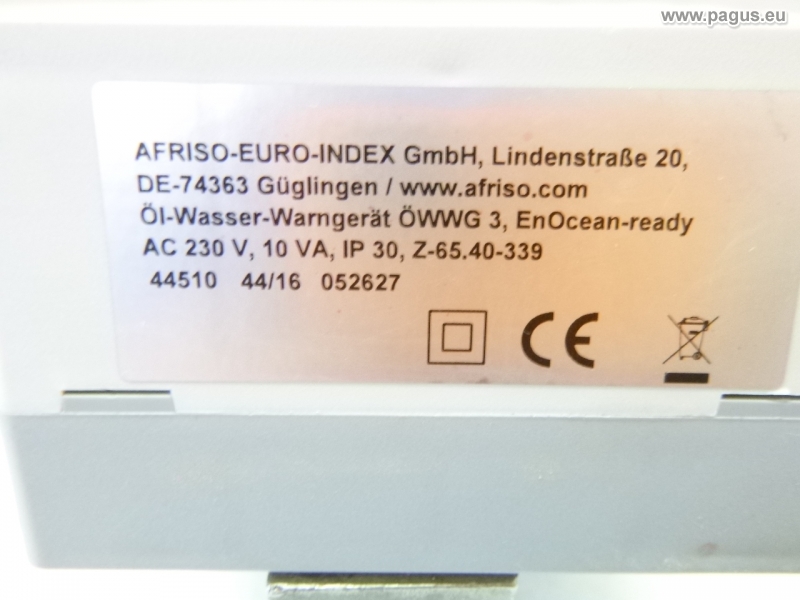 www.pagus.eu
AFRISO-EURO-INDEX GmbH, Lindenstraße 20,
DE-74363 Güglingen / www.afriso.com
Öl-Wasser-Warngerät ÖWWG 3, EnOcean-ready
AC 230 V, 10 VA, IP 30, Z-65.40-339
44510 44/16 052627
CE